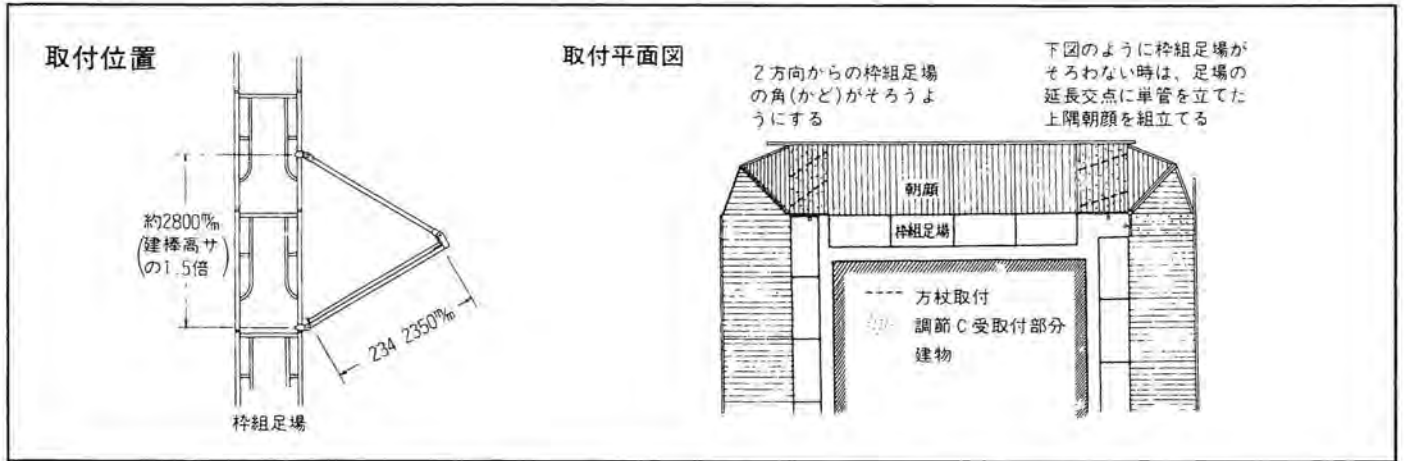 取付位置
約2800㎜
(建棒高サ
の1.5倍)
234 2350㎜
枠組足場
取付平面図
2方向からの枠組足場
の角(かど)がそろうよ
うにする
下図のように枠組足場が
そろわない時は、足場の
延長交点に単管を立てた
上隅朝顔を組立てる
朝顔
枠組足場
方杖取付
調節C受取付部分
建物